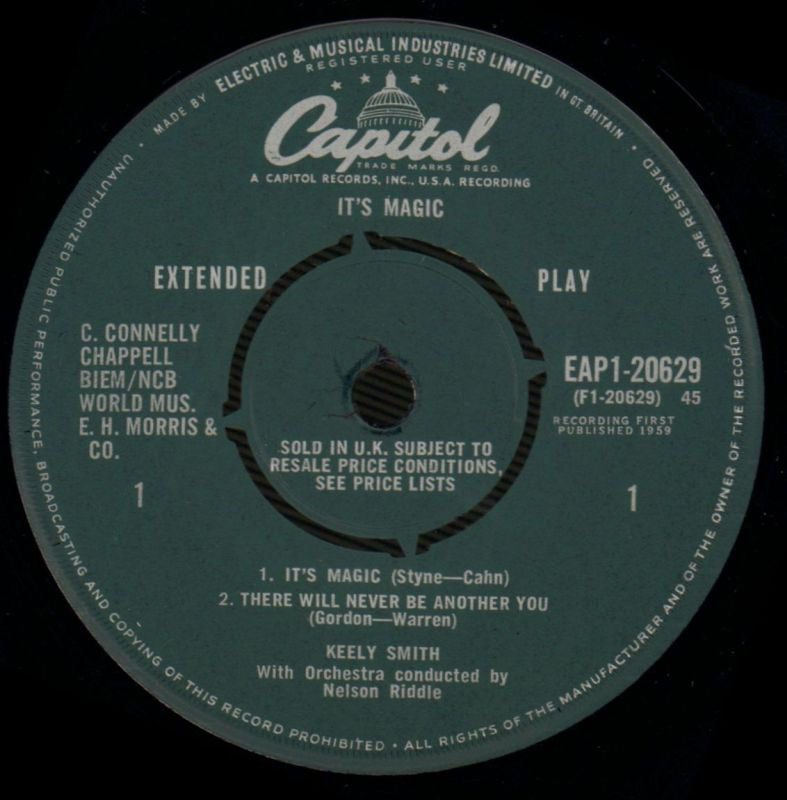 MADE BY ELECTRIC & MUSICAL INDUSTRIES LIMITED IN GT. BRITAIN
REGISTERED USER
Capitol
TRADE MARKS REGD.
A CAPITOL RECORDS, INC., U.S.A. RECORDING
IT'S MAGIC
EXTENDED PLAY
C. CONNELLY
CHAPPELL
BIEM/NCB
WORLD MUS.
E. H. MORRIS &
CO.
1
EAP1-20629
(F1-20629) 45
RECORDING FIRST
PUBLISHED 1959
1
SOLD IN U.K. SUBJECT TO
RESALE PRICE CONDITIONS,
SEE PRICE LISTS
1. IT'S MAGIC (Styne—Cahn)
2. THERE WILL NEVER BE ANOTHER YOU
(Gordon—Warren)
KEELY SMITH
With Orchestra conducted by
Nelson Riddle
UNAUTHORIZED PUBLIC PERFORMANCE, BROADCASTING AND COPYING OF THIS RECORD PROHIBITED • ALL RIGHTS OF THE MANUFACTURER AND OF THE OWNER OF THE RECORDED WORK ARE RESERVED •